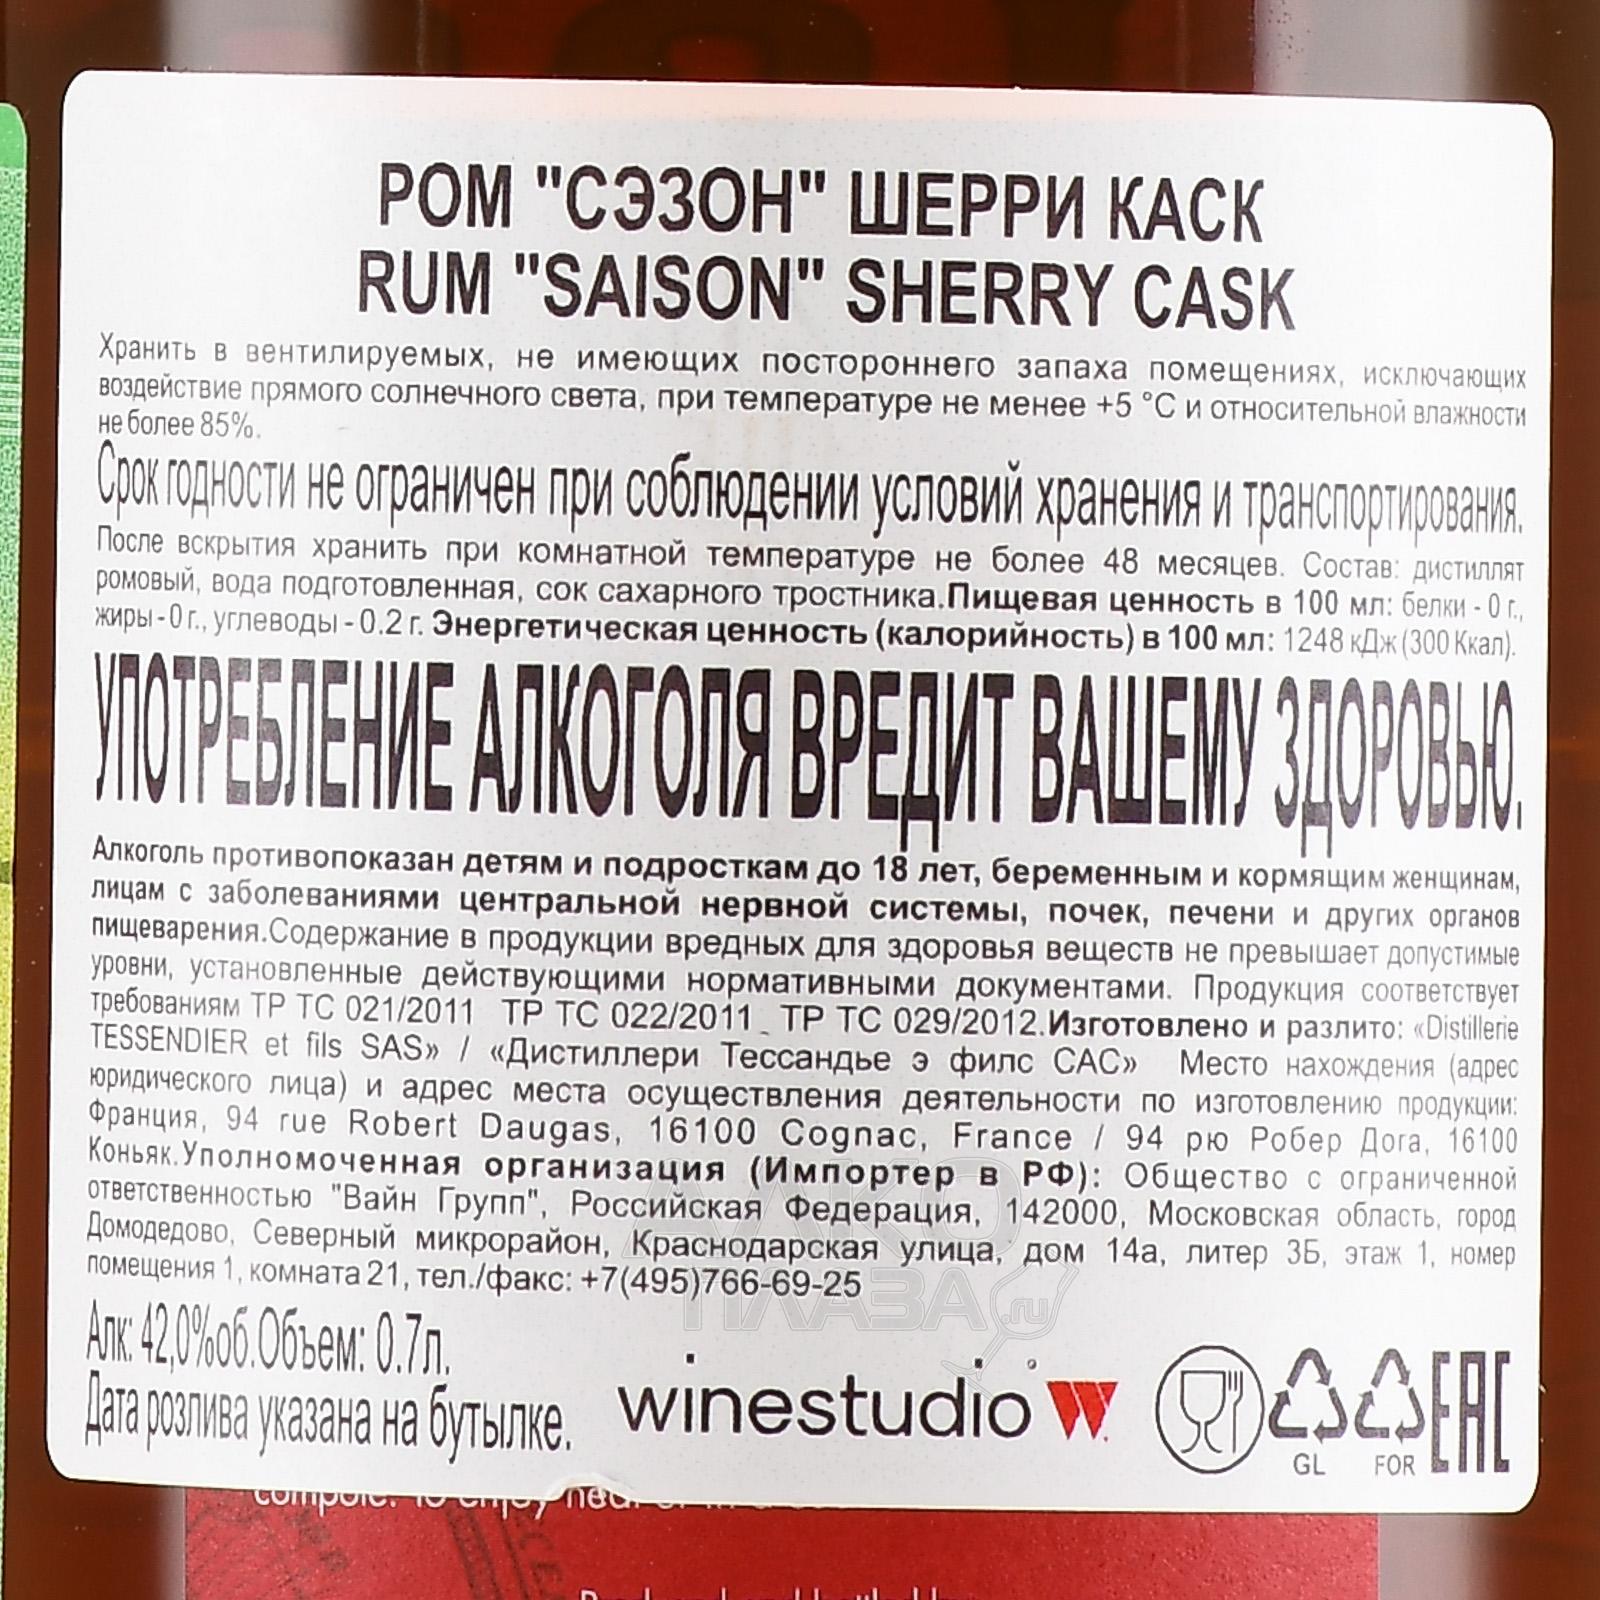 РОМ "СЭЗОН" ШЕРРИ КАСК
RUM "SAISON" SHERRY CASK
Хранить в вентилируемых, не имеющих постороннего запаха помещениях, исключающих
воздействие прямого солнечного света, при температуре не менее +5 °С и относительной влажности
не более 85%.
Срок годности не ограничен при соблюдении условий хранения и транспортирования.
После вскрытия хранить при комнатной температуре не более 48 месяцев. Состав: дистиллят
ромовый, вода подготовленная, сок сахарного тростника.Пищевая ценность в 100 мл: белки - 0 г.,
жиры - 0 г., углеводы - 0.2 г. Энергетическая ценность (калорийность) в 100 мл: 1248 кДж (300 Ккал).
УПОТРЕБЛЕНИЕ АЛКОГОЛЯ ВРЕДИТ ВАШЕМУ ЗДОРОВЬЮ.
Алкоголь противопоказан детям и подросткам до 18 лет, беременным и кормящим женщинам,
лицам с заболеваниями центральной нервной системы, почек, печени и других органов
пищеварения.Содержание в продукции вредных для здоровья веществ не превышает допустимые
уровни, установленные действующими нормативными документами. Продукция соответствует
требованиям ТР ТС 021/2011 ТР ТС 022/2011 ТР ТС 029/2012.Изготовлено и разлито: «Distillerie
TESSENDIER et fils SAS» / «Дистиллери Тессандье э филс САС» Место нахождения (адрес
юридического лица) и адрес места осуществления деятельности по изготовлению продукции:
Франция, 94 rue Robert Daugas, 16100 Cognac, France / 94 рю Робер Дога, 16100
Коньяк.Уполномоченная организация (Импортер в РФ): Общество с ограниченной
ответственностью "Вайн Групп", Российская Федерация, 142000, Московская область, город
Домодедово, Северный микрорайон, Краснодарская улица, дом 14а, литер 3Б, этаж 1, номер
помещения 1, комната 21, тел./факс: +7(495)766-69-25
АЛКО
ПЛАЗА.ru
Алк: 42,0%об.Объем: 0.7л.
Дата розлива указана на бутылке.
winestudio
GL FOR EAC